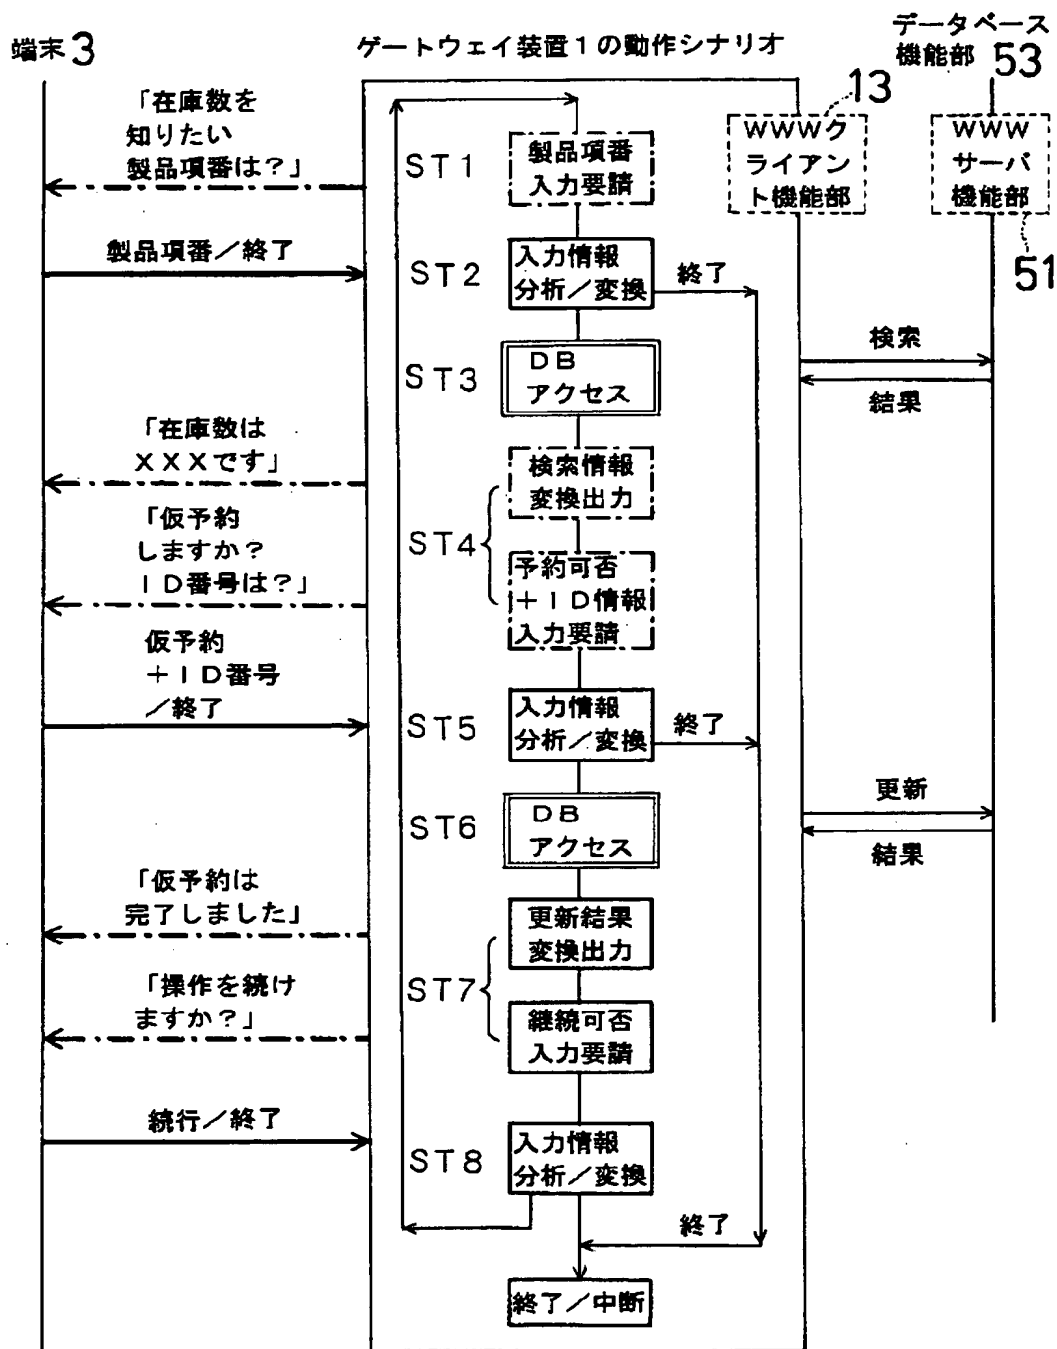 端末3
ゲートウェイ装置1の動作シナリオ
データベース
機能部 53
13
「在庫数を
知りたい
製品項番は?」
ST1
製品項番
入力要請
WWWク
ライアン
ト機能部
WWW
サーバ
機能部
51
製品項番/終了
ST2
入力情報
分析/変換
終了
検索
ST3
DB
アクセス
結果
「在庫数は
XXXです」
検索情報
変換出力
ST4
「仮予約
しますか?
ID番号は?」
予約可否
+ID情報
入力要請
仮予約
+ID番号
/終了
ST5
入力情報
分析/変換
終了
更新
ST6
DB
アクセス
結果
「仮予約は
完了しました」
更新結果
変換出力
ST7
「操作を続け
ますか?」
継続可否
入力要請
続行/終了
ST8
入力情報
分析/変換
終了
終了/中断